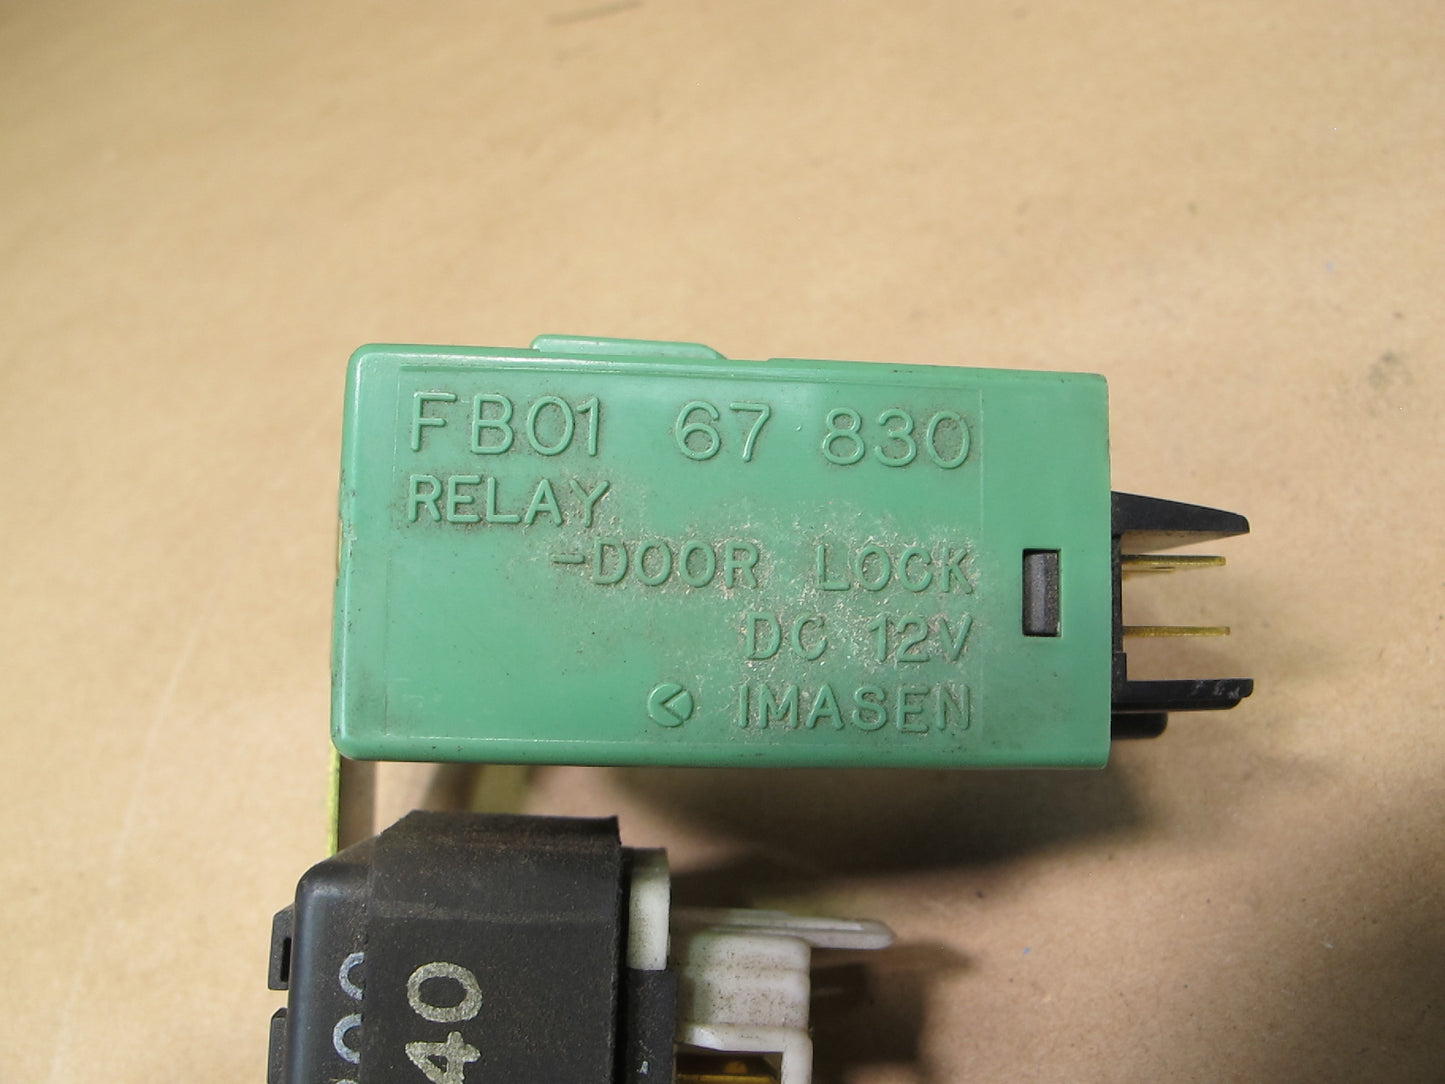 FB01 67 830
RELAY
-DOOR LOCK
DC 12V
IMASEN
40